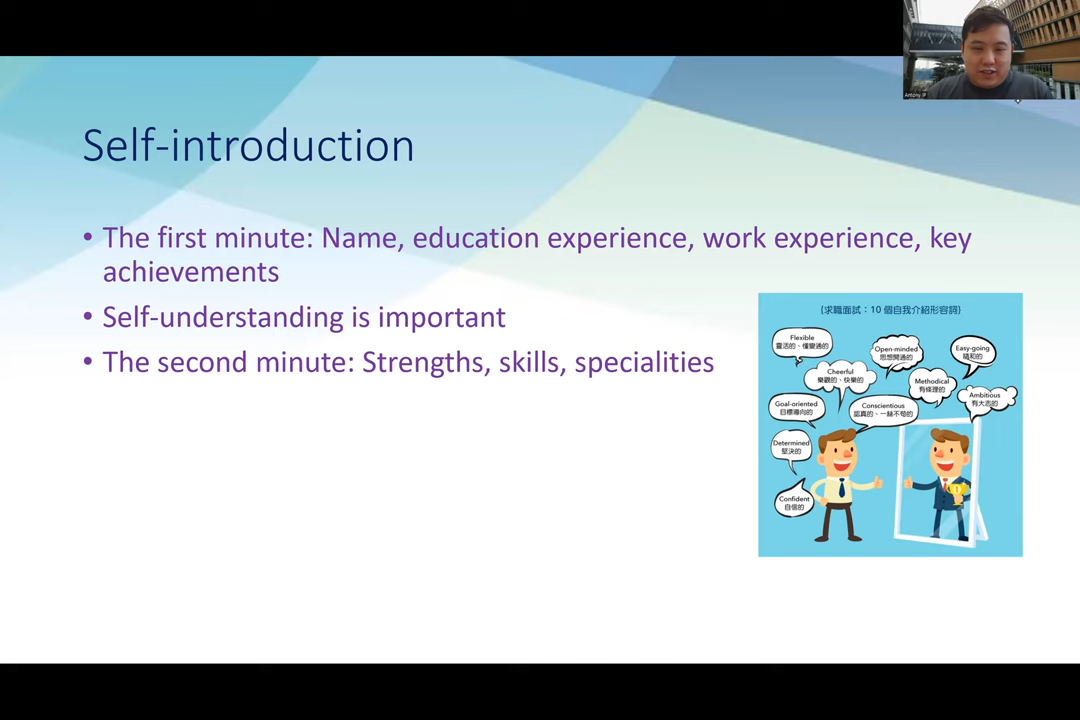 Antony P
Self-introduction
• The first minute: Name, education experience, work experience, key
achievements
• Self-understanding is important
• The second minute: Strengths, skills, specialities
(求職面試：10 個自我介紹形容詞)
Flexible
靈活的、懂變通的
Open-minded
思想開通的
Easy-going
隨和的
Cheerful
樂觀的、快樂的
Methodical
有條理的
Ambitious
有大志的
Goal-oriented
目標導向的
Conscientious
認真的、一絲不苟的
Determined
堅決的
Confident
自信的
1